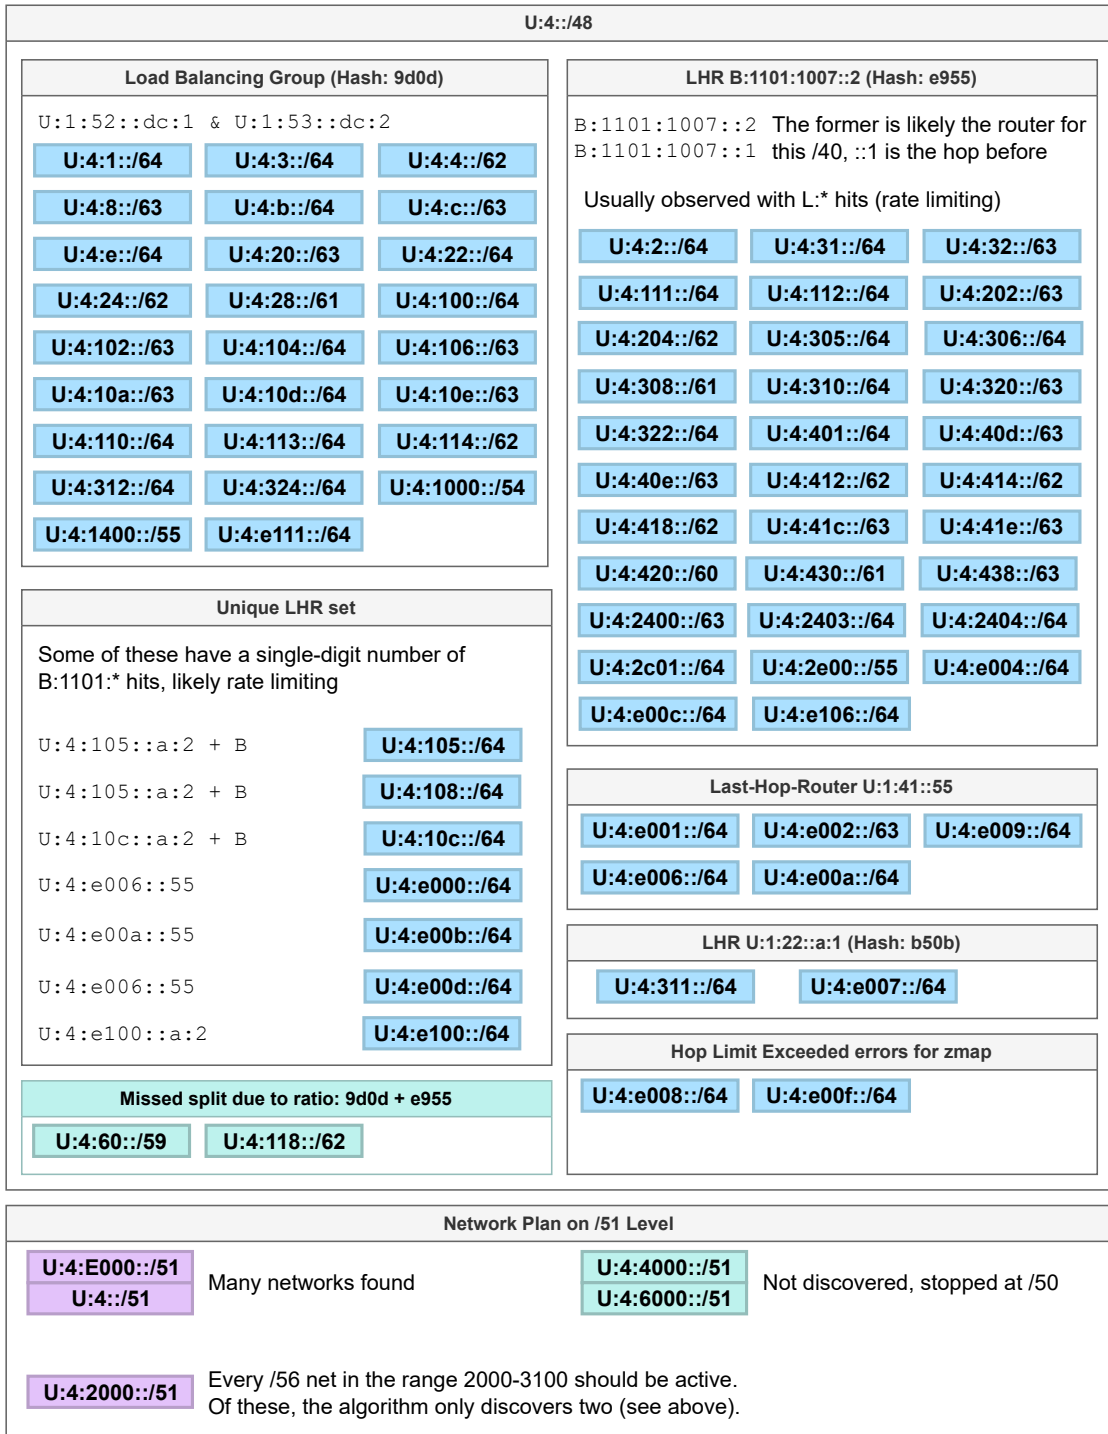 U:4::/48
Load Balancing Group (Hash: 9d0d)
U:1:52::dc:1 & U:1:53::dc:2
U:4:1::/64 U:4:3::/64 U:4:4::/62
U:4:8::/63 U:4:b::/64 U:4:c::/63
U:4:e::/64 U:4:20::/63 U:4:22::/64
U:4:24::/62 U:4:28::/61 U:4:100::/64
U:4:102::/63 U:4:104::/64 U:4:106::/63
U:4:10a::/63 U:4:10d::/64 U:4:10e::/63
U:4:110::/64 U:4:113::/64 U:4:114::/62
U:4:312::/64 U:4:324::/64 U:4:1000::/54
U:4:1400::/55 U:4:e111::/64
Unique LHR set
Some of these have a single-digit number of
B:1101:* hits, likely rate limiting
U:4:105::a:2 + B U:4:105::/64
U:4:105::a:2 + B U:4:108::/64
U:4:10c::a:2 + B U:4:10c::/64
U:4:e006::55 U:4:e000::/64
U:4:e00a::55 U:4:e00b::/64
U:4:e006::55 U:4:e00d::/64
U:4:e100::a:2 U:4:e100::/64
Missed split due to ratio: 9d0d + e955
U:4:60::/59 U:4:118::/62
LHR B:1101:1007::2 (Hash: e955)
B:1101:1007::2 The former is likely the router for
B:1101:1007::1 this /40, ::1 is the hop before
Usually observed with L:* hits (rate limiting)
U:4:2::/64 U:4:31::/64 U:4:32::/63
U:4:111::/64 U:4:112::/64 U:4:202::/63
U:4:204::/62 U:4:305::/64 U:4:306::/64
U:4:308::/61 U:4:310::/64 U:4:320::/63
U:4:322::/64 U:4:401::/64 U:4:40d::/63
U:4:40e::/63 U:4:412::/62 U:4:414::/62
U:4:418::/62 U:4:41c::/63 U:4:41e::/63
U:4:420::/60 U:4:430::/61 U:4:438::/63
U:4:2400::/63 U:4:2403::/64 U:4:2404::/64
U:4:2c01::/64 U:4:2e00::/55 U:4:e004::/64
U:4:e00c::/64 U:4:e106::/64
Last-Hop-Router U:1:41::55
U:4:e001::/64 U:4:e002::/63 U:4:e009::/64
U:4:e006::/64 U:4:e00a::/64
LHR U:1:22::a:1 (Hash: b50b)
U:4:311::/64 U:4:e007::/64
Hop Limit Exceeded errors for zmap
U:4:e008::/64 U:4:e00f::/64
Network Plan on /51 Level
U:4:E000::/51
U:4::/51
Many networks found
U:4:4000::/51
U:4:6000::/51
Not discovered, stopped at /50
U:4:2000::/51
Every /56 net in the range 2000-3100 should be active.
Of these, the algorithm only discovers two (see above).